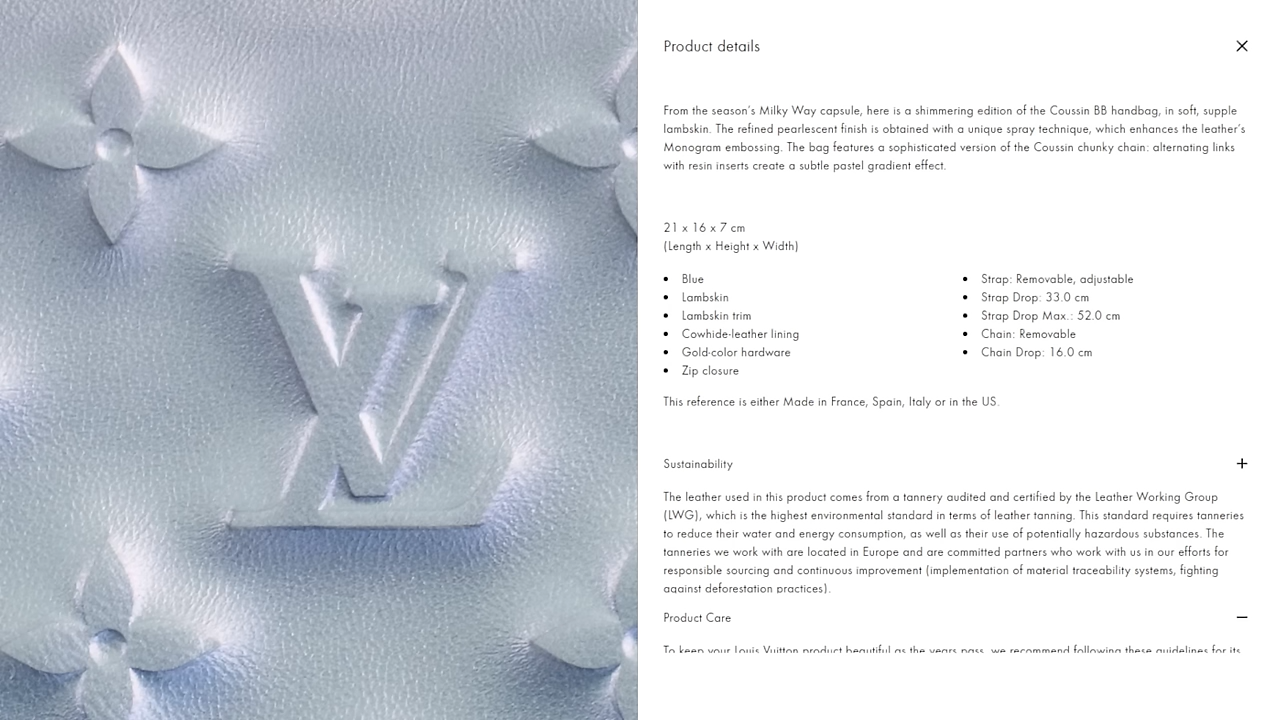 Product details
From the season's Milky Way capsule, here is a shimmering edition of the Coussin BB handbag, in soft, supple
lambskin. The refined pearlescent finish is obtained with a unique spray technique, which enhances the leather's
Monogram embossing. The bag features a sophisticated version of the Coussin chunky chain: alternating links
with resin inserts create a subtle pastel gradient effect.
21 x 16 x 7 cm
(Length x Height x Width)
Blue
Lambskin
Lambskin trim
Cowhide-leather lining
Gold-color hardware
Zip closure
Strap: Removable, adjustable
Strap Drop: 33.0 cm
Strap Drop Max.: 52.0 cm
Chain: Removable
Chain Drop: 16.0 cm
This reference is either Made in France, Spain, Italy or in the US.
Sustainability
The leather used in this product comes from a tannery audited and certified by the Leather Working Group
(LWG), which is the highest environmental standard in terms of leather tanning. This standard requires tanneries
to reduce their water and energy consumption, as well as their use of potentially hazardous substances. The
tanneries we work with are located in Europe and are committed partners who work with us in our efforts for
responsible sourcing and continuous improvement (implementation of material traceability systems, fighting
against deforestation practices).
Product Care
To keep your Louis Vuitton product beautiful as the years pass, we recommend following these guidelines for its
LV